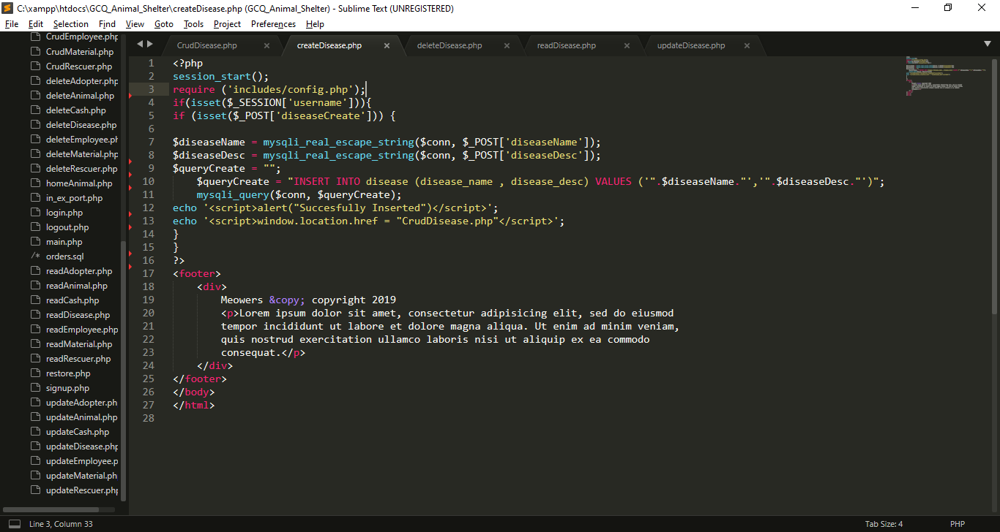 C:\xampp\htdocs\GCQ_Animal_Shelter\createDisease.php (GCQ_Animal_Shelter) - Sublime Text (UNREGISTERED)
File Edit Selection Find View Goto Tools Project Preferences Help
CrudEmployee.php
CrudMaterial.php
CrudRescuer.php
deleteAdopter.php
deleteAnimal.php
deleteCash.php
deleteDisease.php
deleteEmployee.ph
deleteMaterial.php
deleteRescuer.php
homeAnimal.php
in_ex_port.php
login.php
logout.php
main.php
/* orders.sql
readAdopter.php
readAnimal.php
readCash.php
readDisease.php
readEmployee.php
readMaterial.php
readRescuer.php
restore.php
signup.php
updateAdopter.ph
updateAnimal.php
updateCash.php
updateDisease.php
updateEmployee.p
updateMaterial.ph
updateRescuer.php
CrudDisease.php × createDisease.php × deleteDisease.php × readDisease.php × updateDisease.php ×
1 <?php
2 session_start();
3 require ('includes/config.php');
4 if(isset($_SESSION['username'])){
5 if (isset($_POST['diseaseCreate'])) {
6
7 $diseaseName = mysqli_real_escape_string($conn, $_POST['diseaseName']);
8 $diseaseDesc = mysqli_real_escape_string($conn, $_POST['diseaseDesc']);
9 $queryCreate = "";
10 $queryCreate = "INSERT INTO disease (disease_name , disease_desc) VALUES ('".$diseaseName."','".$diseaseDesc."')";
11 mysqli_query($conn, $queryCreate);
12 echo '<script>alert("Succesfully Inserted")</script>';
13 echo '<script>window.location.href = "CrudDisease.php"</script>';
14 }
15 }
16 ?>
17 <footer>
18 <div>
19 Meowers &copy; copyright 2019
20 <p>Lorem ipsum dolor sit amet, consectetur adipisicing elit, sed do eiusmod
21 tempor incididunt ut labore et dolore magna aliqua. Ut enim ad minim veniam,
22 quis nostrud exercitation ullamco laboris nisi ut aliquip ex ea commodo
23 consequat.</p>
24 </div>
25 </footer>
26 </body>
27 </html>
28
Line 3, Column 33 Tab Size: 4 PHP